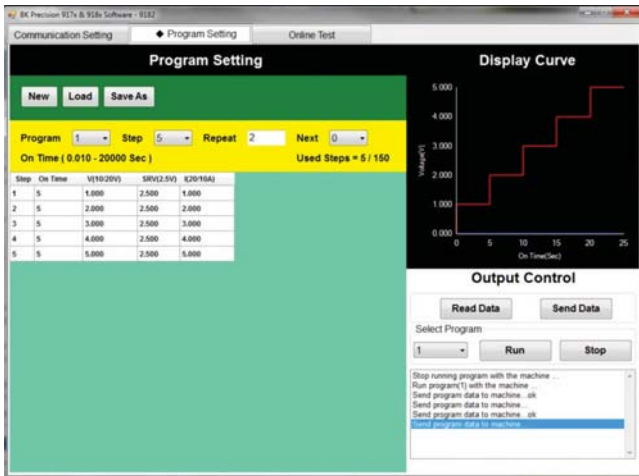 BK Precision 917x & 918x Software - 9182
Communication Setting ◆ Program Setting Online Test
Program Setting
New Load Save As
Program 1 Step 5 Repeat 2 Next 0
On Time ( 0.010 - 20000 Sec ) Used Steps = 5 / 150
Step On Time V(10/20V) SRV(2.5V) I(20/10A)
1 5 1.000 2.500 1.000
2 5 2.000 2.500 2.000
3 5 3.000 2.500 3.000
4 5 4.000 2.500 4.000
5 5 5.000 2.500 5.000
Display Curve
5.000
4.000
3.000
2.000
1.000
0.000
Voltage(V)
0 5 10 15 20 25
On Time(Sec)
Output Control
Read Data Send Data
Select Program
1 Run Stop
Stop running program with the machine ...
Run program(1) with the machine ...
Send program data to machine...ok
Send program data to machine...
Send program data to machine...ok
Send program data to machine...